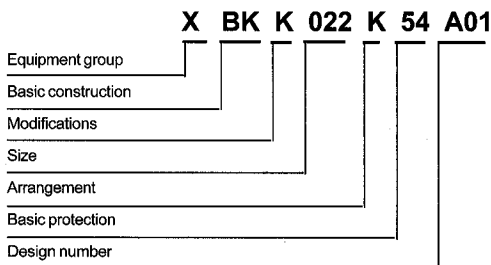 X BK K 022 K 54 A01
Equipment group
Basic construction
Modifications
Size
Arrangement
Basic protection
Design number